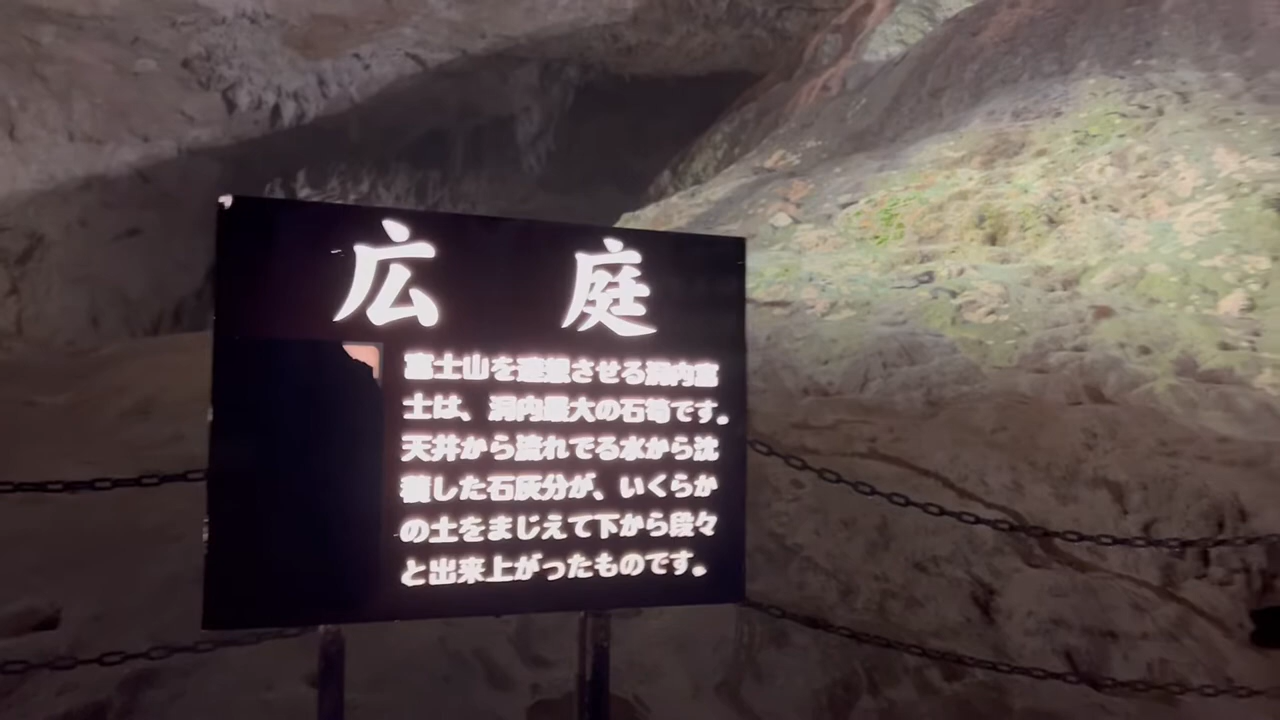 広庭
富士山を連想させる洞内富
士は、洞内最大の石筍です。
天井から流れでる水から沈
積した石灰分が、いくらか
の土をまじえて下から段々
と出来上がったものです。